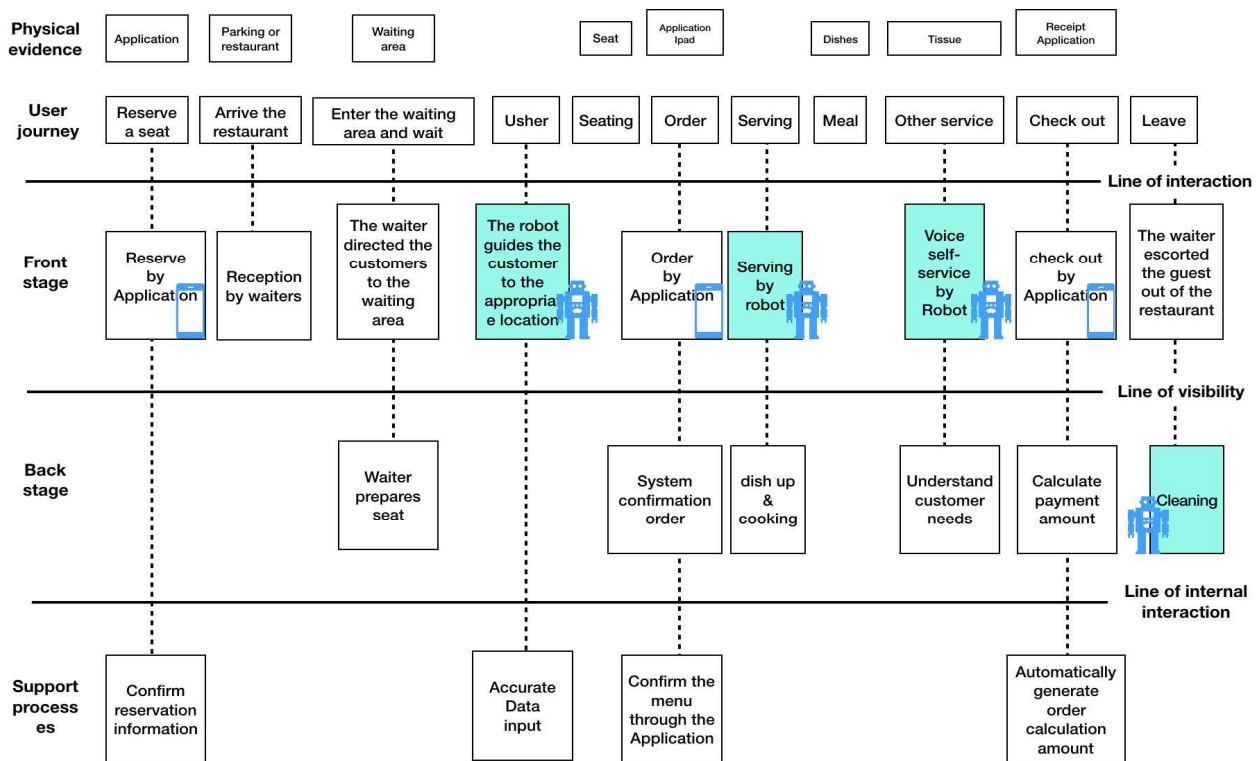 Physical
evidence
Application
Parking or
restaurant
Waiting
area
Seat
Application
Ipad
Dishes
Tissue
Receipt
Application
User
journey
Reserve
a seat
Arrive the
restaurant
Enter the waiting
area and wait
Usher
Seating
Order
Serving
Meal
Other service
Check out
Leave
Line of interaction
Front
stage
Reserve
by
Application
Reception
by waiters
The waiter
directed the
customers
to the
waiting
area
The robot
guides the
customer
to the
appropria
e location
Order
by
Application
Serving
by
robot
Voice
self-
service
by
Robot
check out
by
Application
The waiter
escorted
the guest
out of the
restaurant
Line of visibility
Back
stage
Waiter
prepares
seat
System
confirmation
order
dish up
&
cooking
Understand
customer
needs
Calculate
payment
amount
Cleaning
Line of internal
interaction
Support
process
es
Confirm
reservation
information
Accurate
Data
input
Confirm the
menu
through the
Application
Automatically
generate
order
calculation
amount